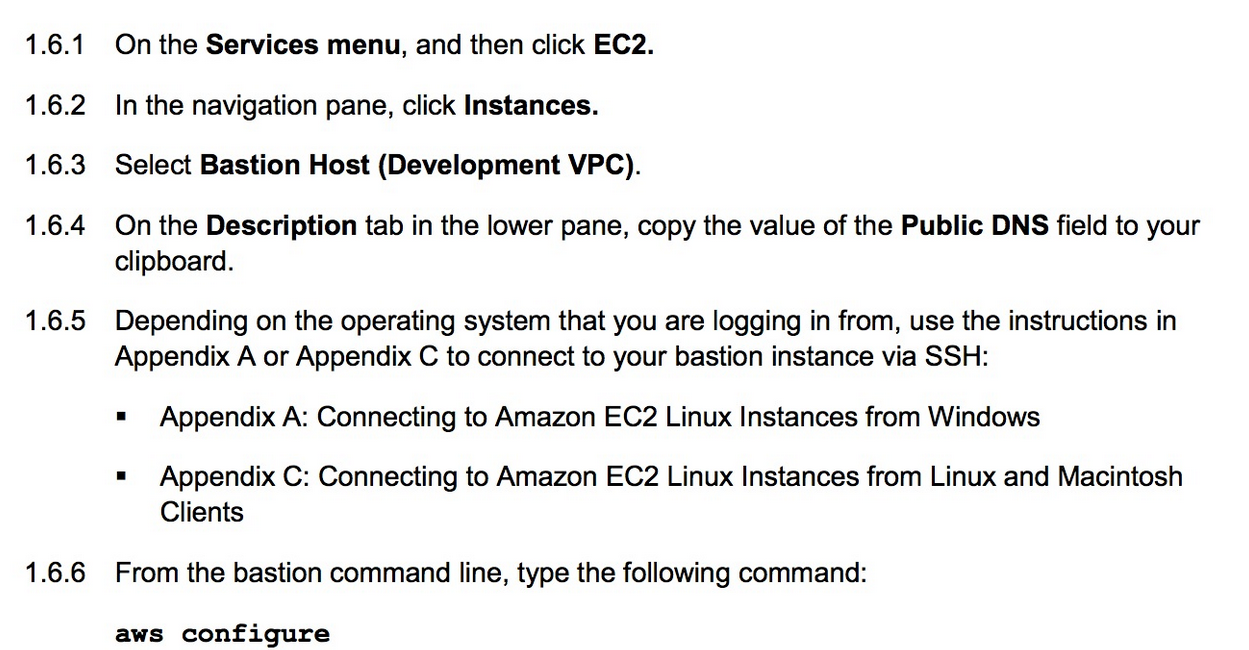 1.6.1 On the Services menu, and then click EC2.
1.6.2 In the navigation pane, click Instances.
1.6.3 Select Bastion Host (Development VPC).
1.6.4 On the Description tab in the lower pane, copy the value of the Public DNS field to your
clipboard.
1.6.5 Depending on the operating system that you are logging in from, use the instructions in
Appendix A or Appendix C to connect to your bastion instance via SSH:
▪ Appendix A: Connecting to Amazon EC2 Linux Instances from Windows
▪ Appendix C: Connecting to Amazon EC2 Linux Instances from Linux and Macintosh
Clients
1.6.6 From the bastion command line, type the following command:
aws configure